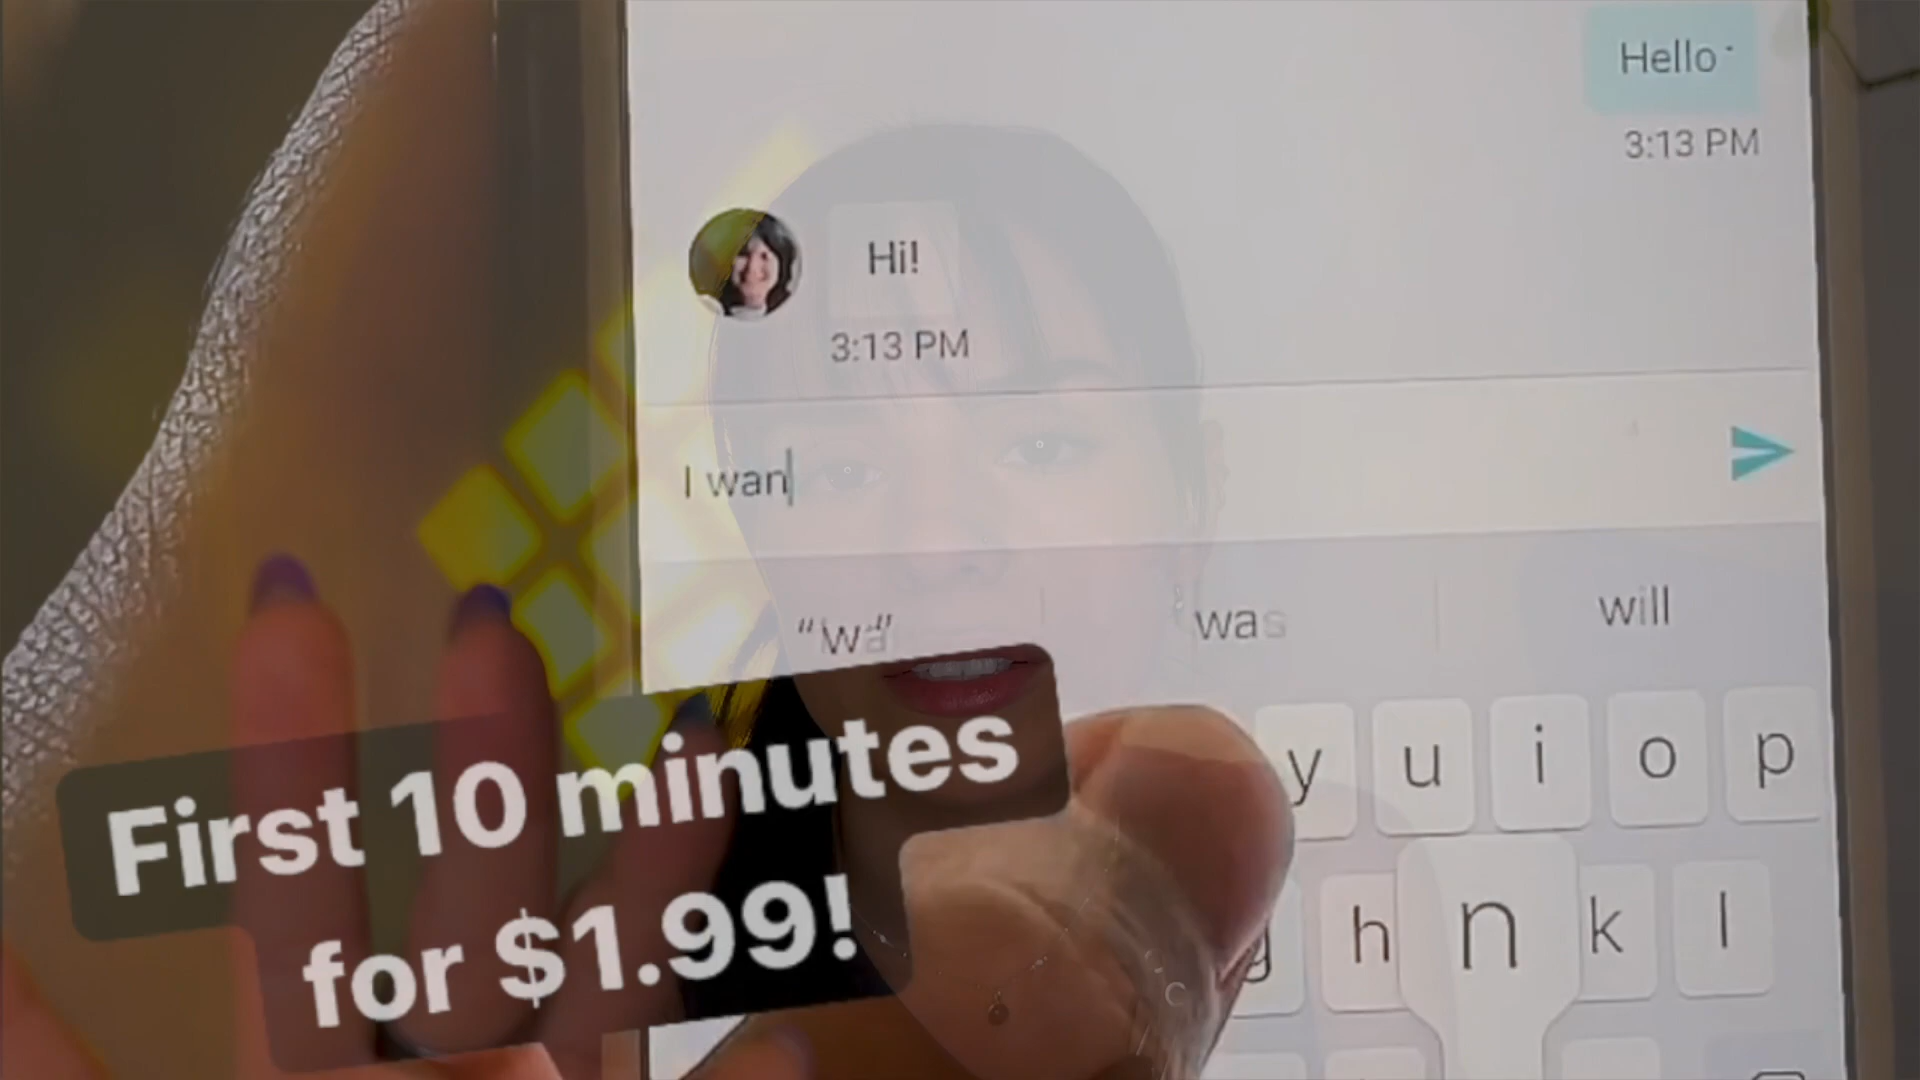 Hello
3:13 PM
Hi!
3:13 PM
I wan
was will
y u i o p
g h n k l
First 10 minutes
for $1.99!